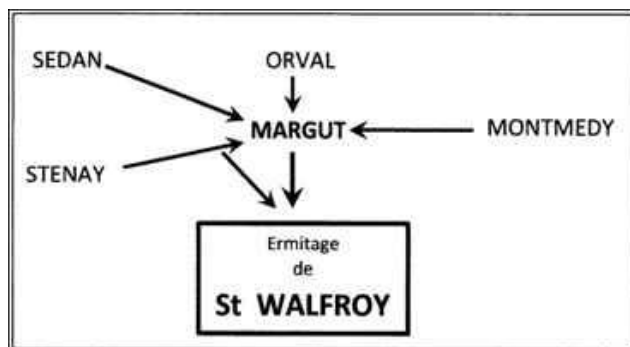 SEDAN
ORVAL
MARGUT
MONTMEDY
STENAY
Ermitage
de
St WALFROY